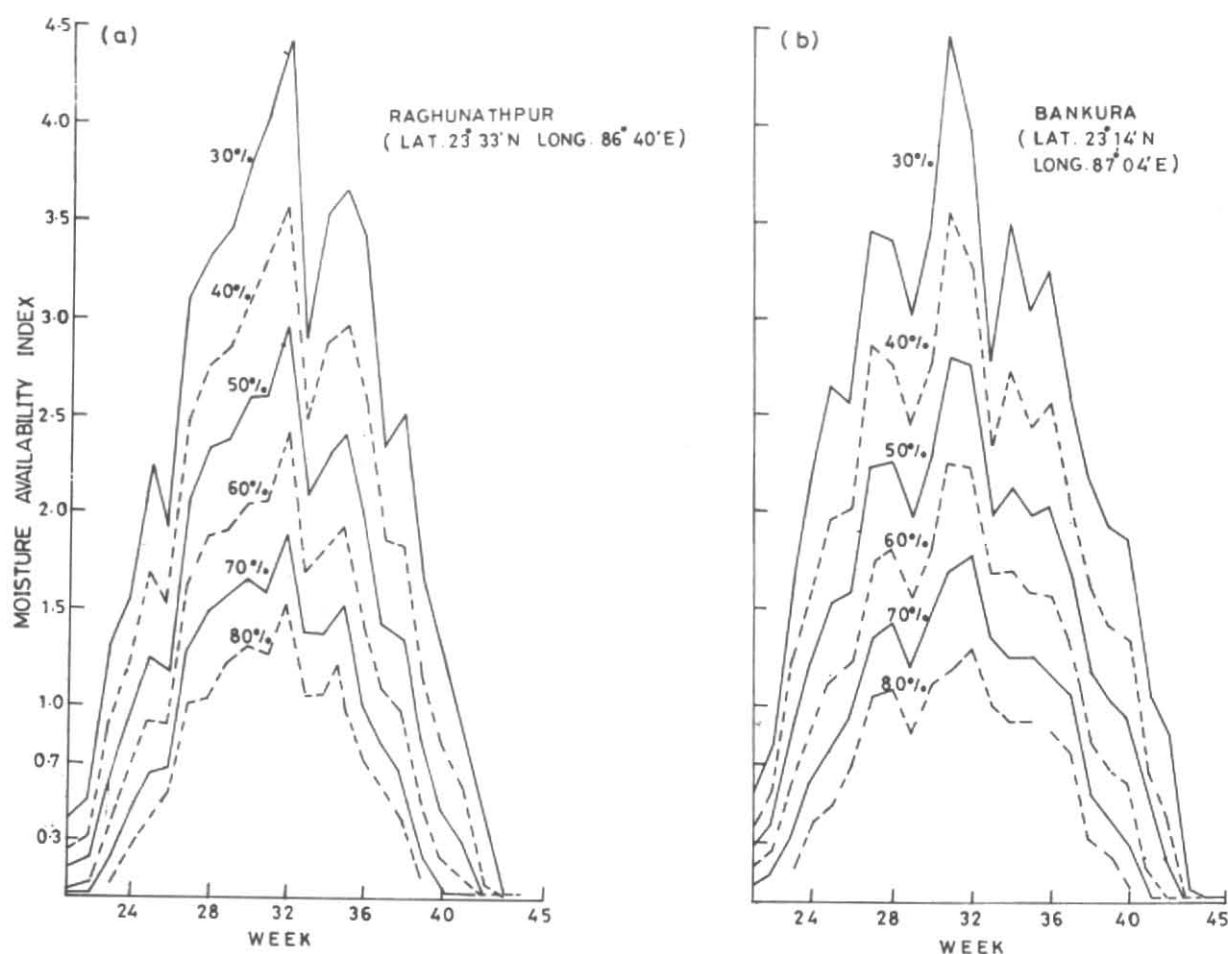 (a)
RAGHUNATHPUR
(LAT. 23° 33'N LONG. 86° 40'E)
MOISTURE AVAILABILITY INDEX
4·5
4·0
3·5
3·0
2·5
2·0
1·5
1·0
0·7
0·3
30%
40%
50%
60%
70%
80%
24 28 32 36 40 45
WEEK
(b)
BANKURA
(LAT. 23° 14'N
LONG. 87° 04'E)
30%
40%
50%
60%
70%
80%
24 28 32 36 40 45
WEEK